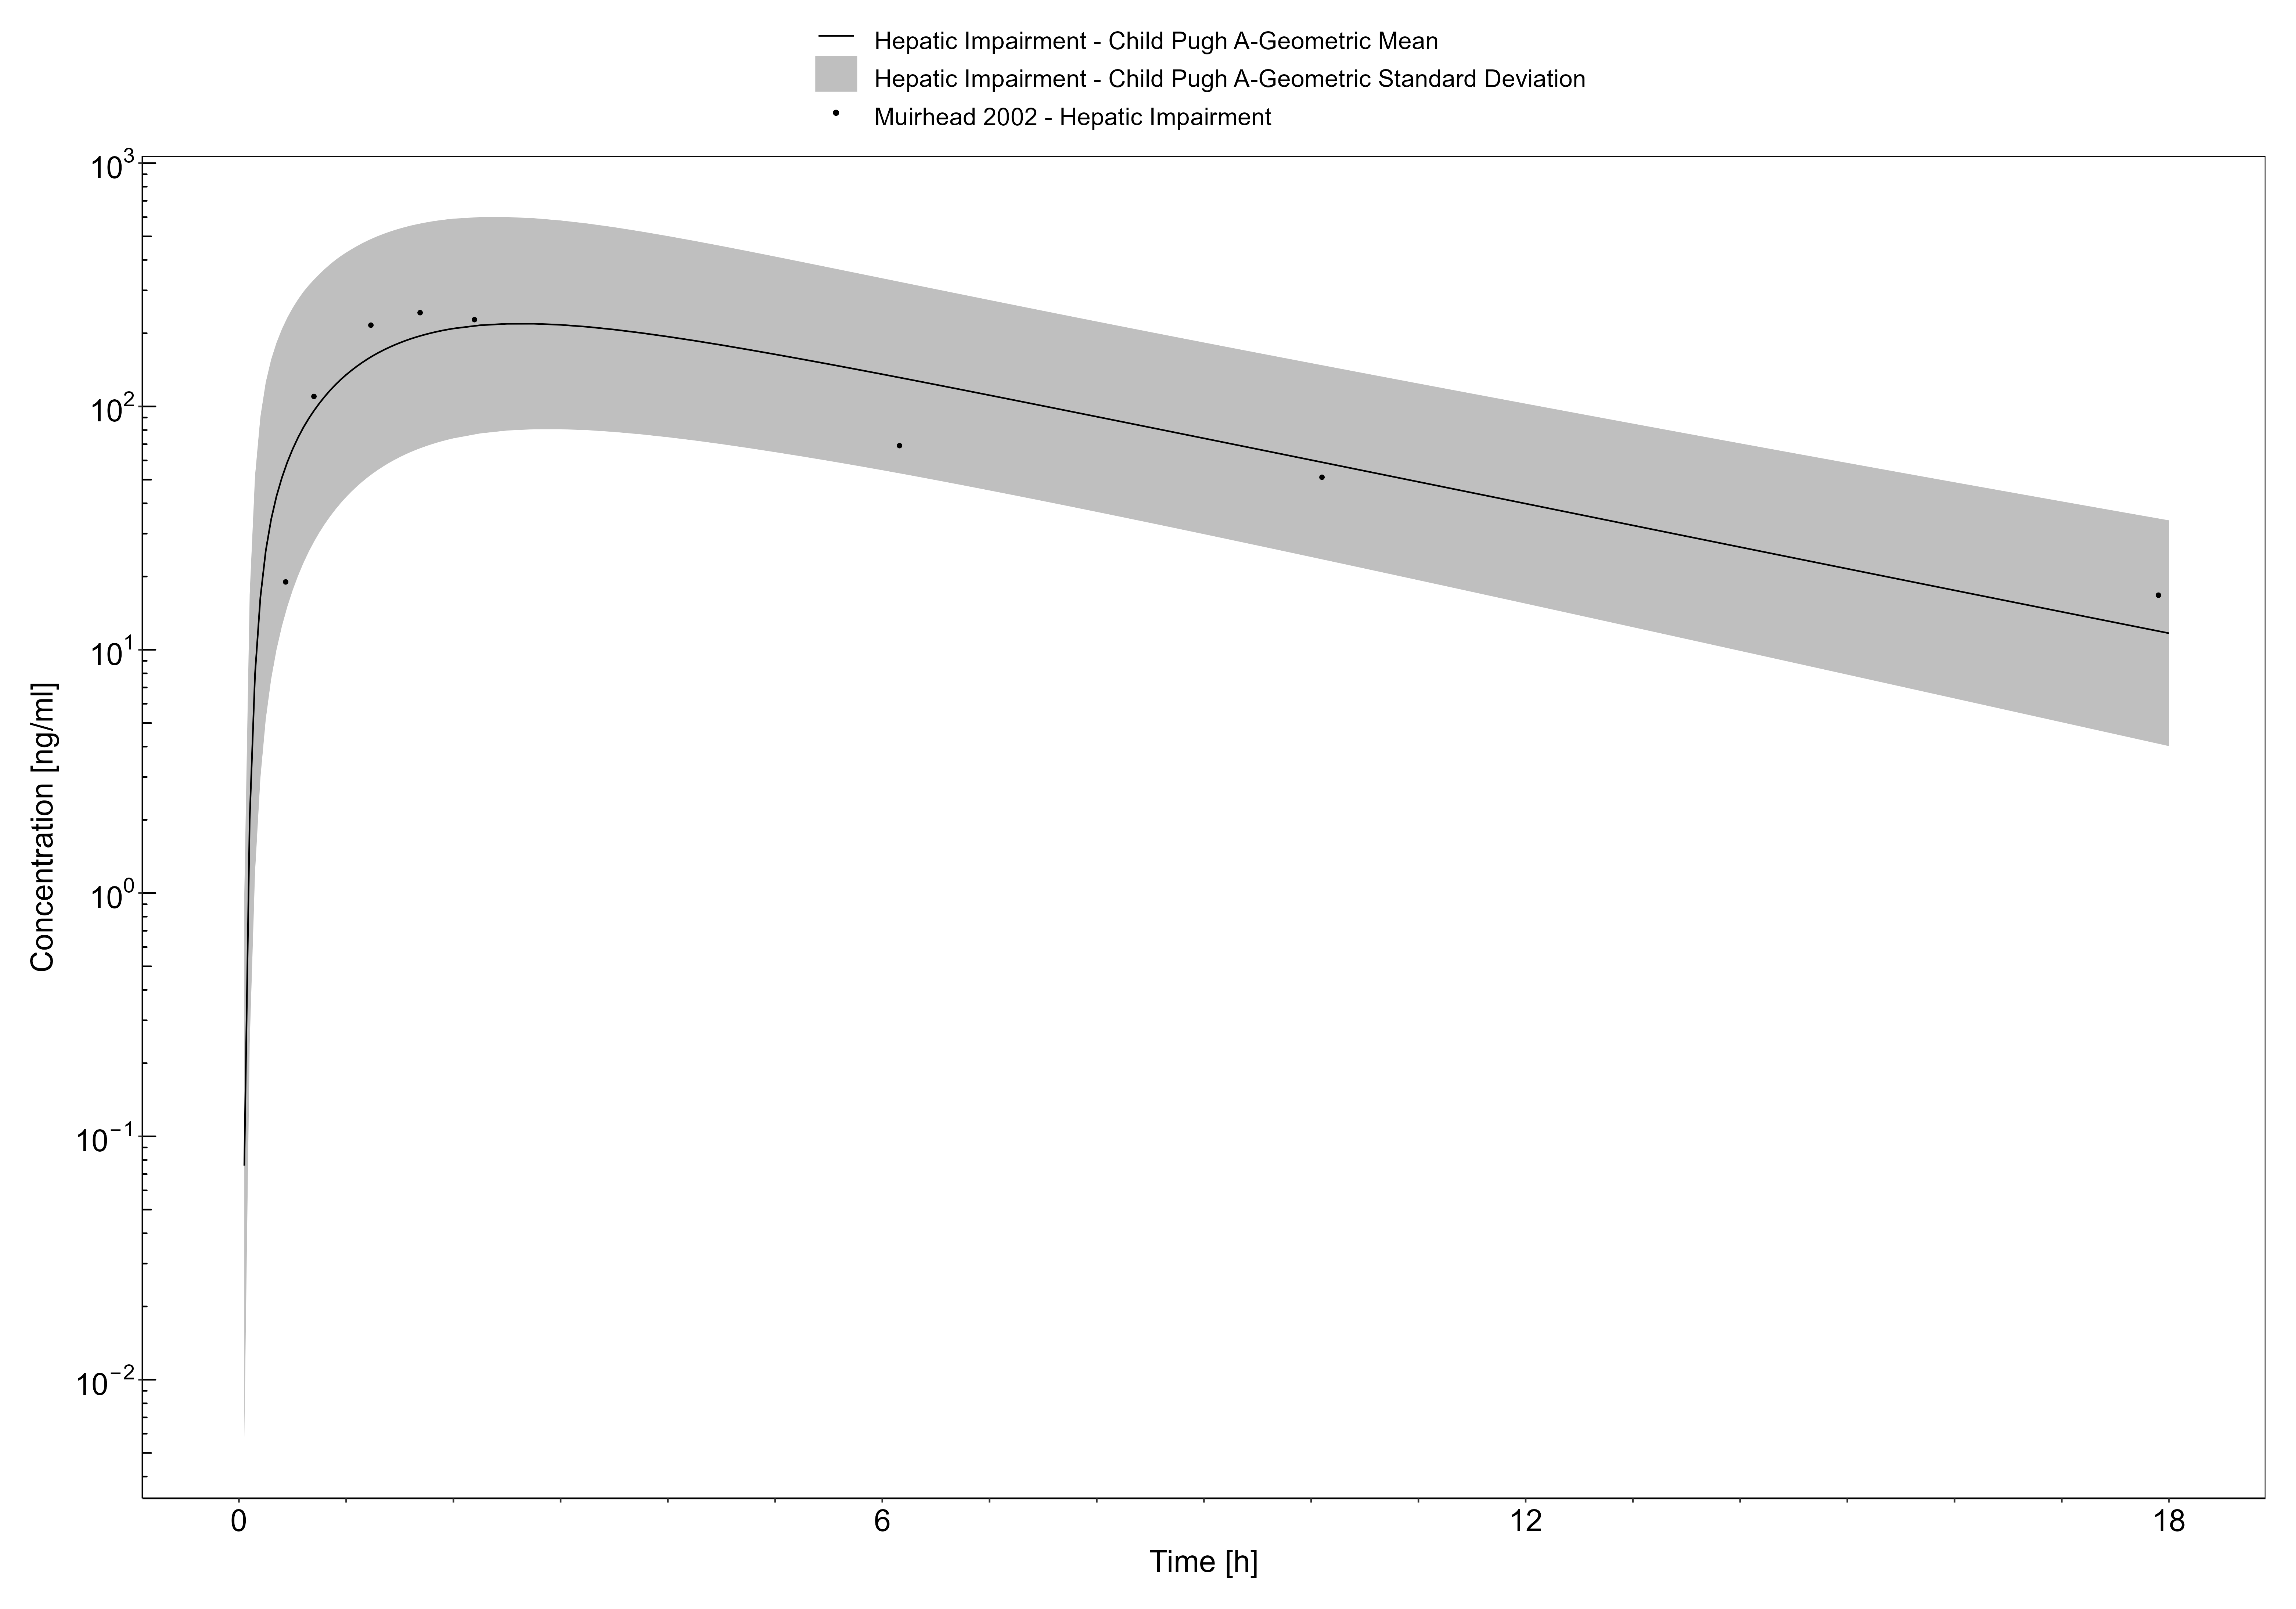 Hepatic Impairment - Child Pugh A-Geometric Mean
Hepatic Impairment - Child Pugh A-Geometric Standard Deviation
Muirhead 2002 - Hepatic Impairment
10³
10²
10¹
10⁰
10⁻¹
10⁻²
Concentration [ng/ml]
0 6 12 18
Time [h]